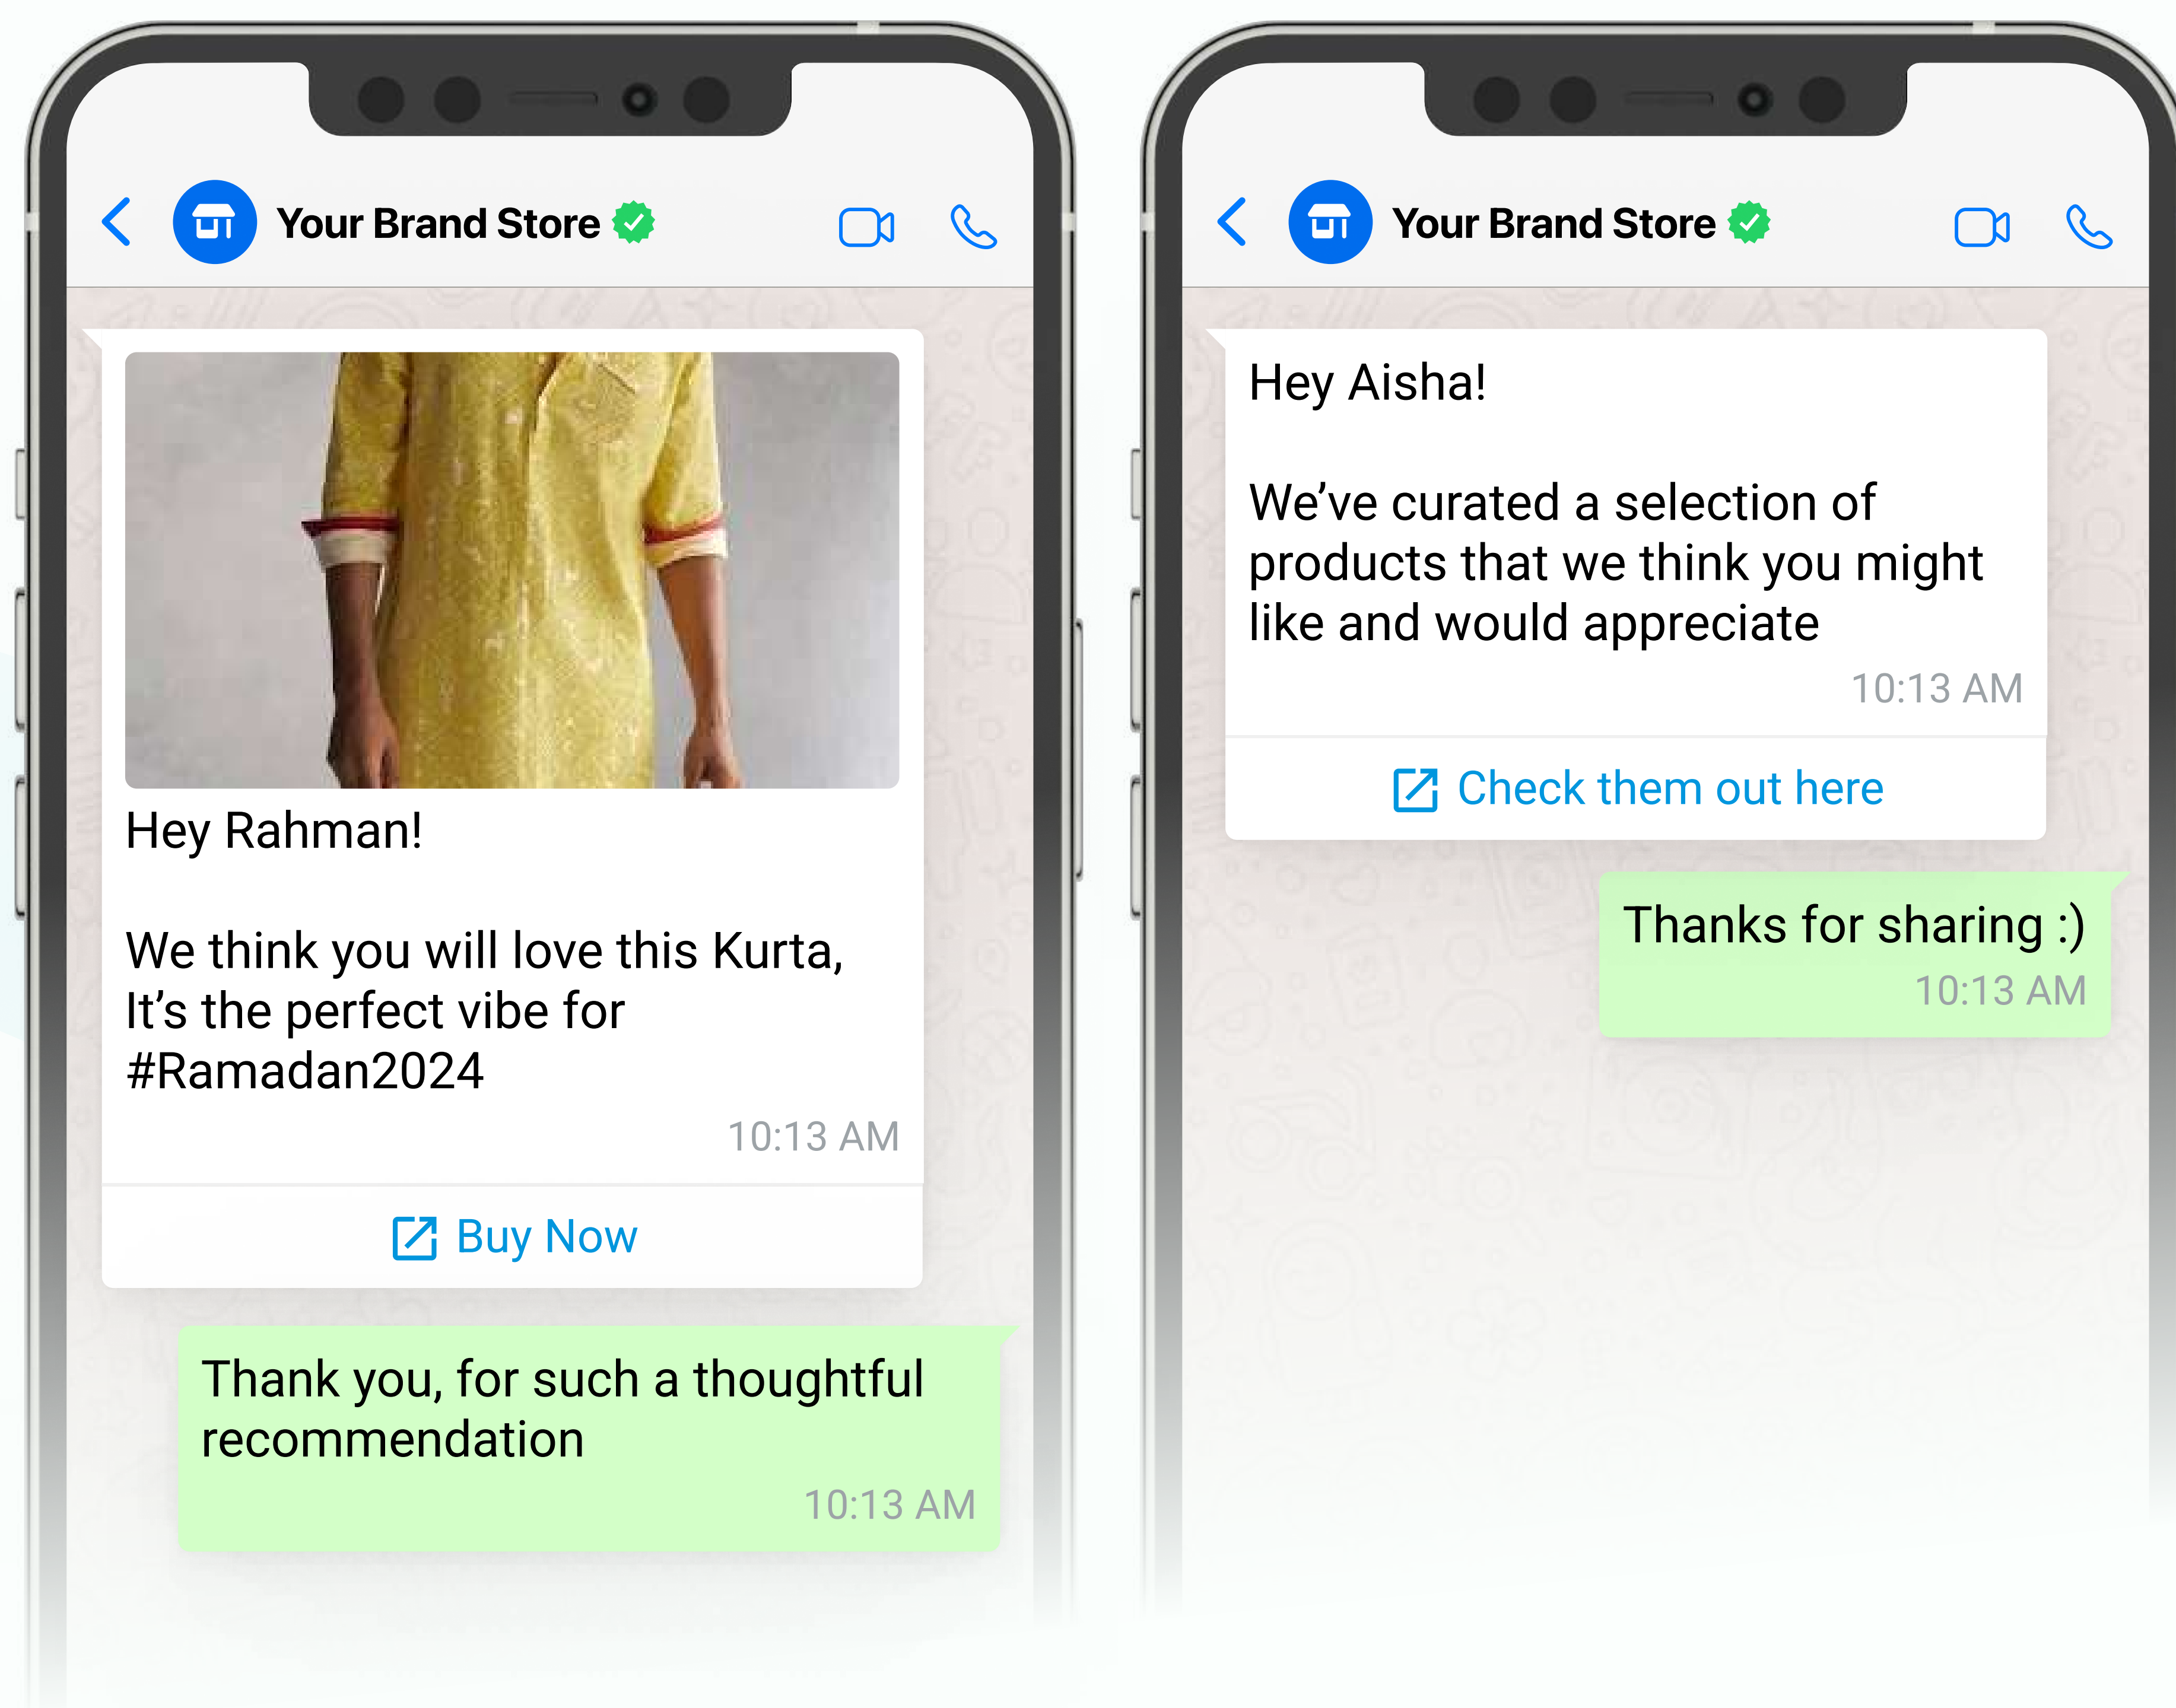 Your Brand Store
Hey Rahman!
We think you will love this Kurta,
It’s the perfect vibe for
#Ramadan2024
10:13 AM
Buy Now
Thank you, for such a thoughtful
recommendation
10:13 AM
Your Brand Store
Hey Aisha!
We’ve curated a selection of
products that we think you might
like and would appreciate
10:13 AM
Check them out here
Thanks for sharing :)
10:13 AM